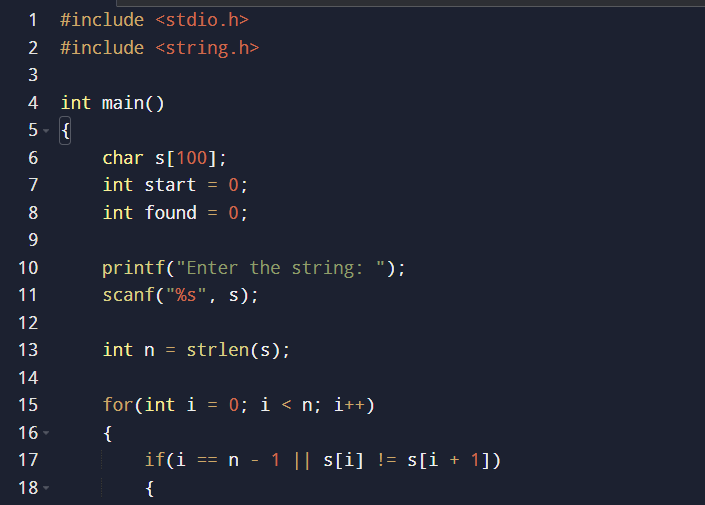 1 #include <stdio.h>
2 #include <string.h>
3
4 int main()
5 {
6     char s[100];
7     int start = 0;
8     int found = 0;
9
10     printf("Enter the string: ");
11     scanf("%s", s);
12
13     int n = strlen(s);
14
15     for(int i = 0; i < n; i++)
16     {
17         if(i == n - 1 || s[i] != s[i + 1])
18         {